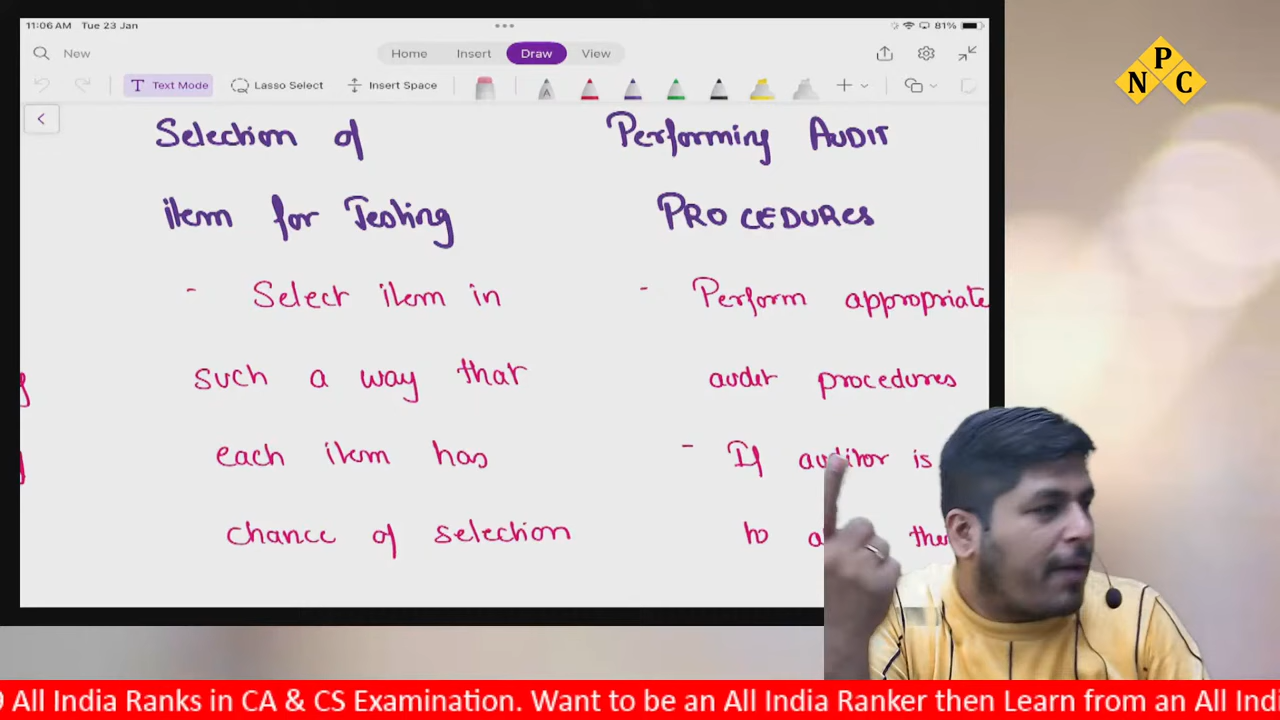 11:06 AM Tue 23 Jan
81%
New
Home Insert Draw View
Text Mode
Lasso Select
Insert Space
N P C
Selection of
item for Testing
- Select item in
such a way that
each item has
chance of selection
Performing AUDIT
PROCEDURES
- Perform appropriate
audit procedures
- If auditor is
to
All India Ranks in CA & CS Examination. Want to be an All India Ranker then Learn from an All